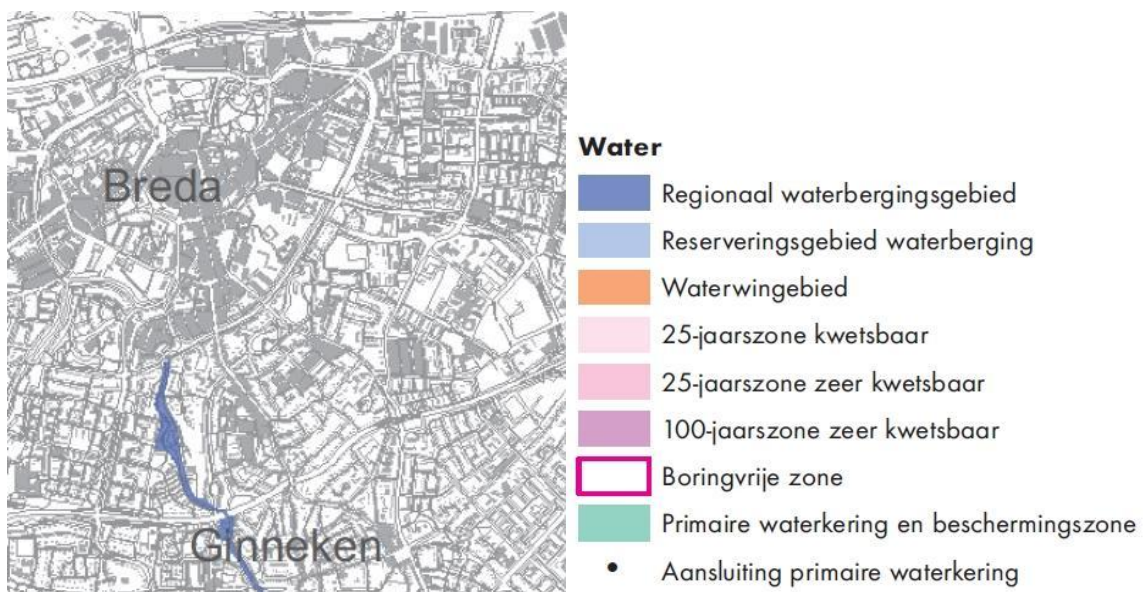 Breda
Ginneken
Water
Regionaal waterbergingsgebied
Reserveringsgebied waterberging
Waterwingebied
25-jaarszone kwetsbaar
25-jaarszone zeer kwetsbaar
100-jaarszone zeer kwetsbaar
Boringvrije zone
Primaire waterkering en beschermingszone
Aansluiting primaire waterkering